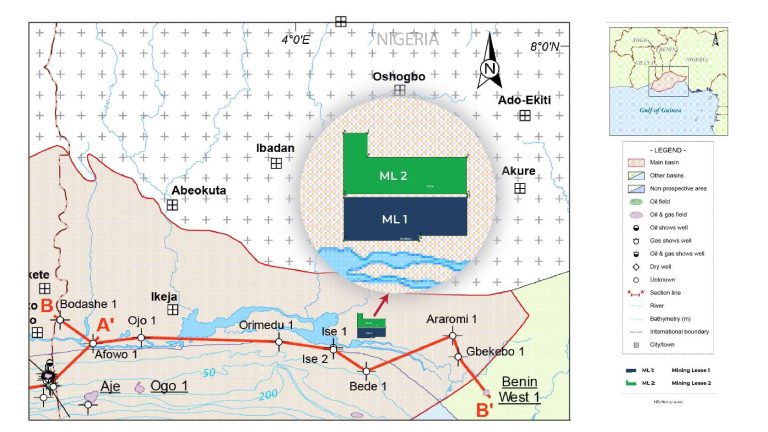 4°0'E
NIGERIA
8°0'N
N
Oshogbo
Ado-Ekiti
Ibadan
Akure
Abeokuta
ML 2
ML 1
kete
B
Bodashe 1
o
A'
Ojo 1
Ikeja
Orimedu 1
Ise 1
Araromi 1
Afowo 1
Ise 2
Gbekebo 1
Bede 1
50
200
Aje
Ogo 1
Benin
West 1
B'
TOGO
BENIN
NIGERIA
GHANA
Gulf of Guinea
- LEGEND -
Main basin
Other basins
Non-prospective area
Oil field
Oil & gas field
Oil shows well
Gas shows well
Oil & gas shows well
Dry well
Unknown
A A' Section line
River
Bathymetry (m)
International boundary
City/town
ML 1: Mining Lease 1
ML 2: Mining Lease 2